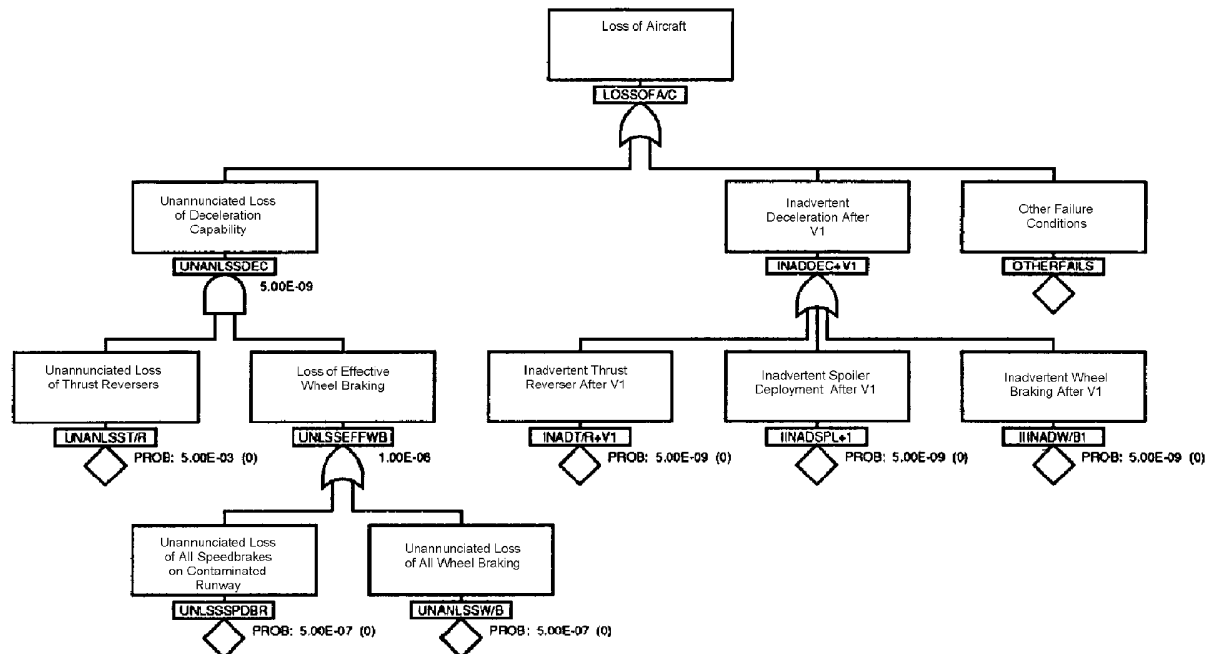 Loss of Aircraft
LOSSOFA/C
Unannunciated Loss
of Deceleration
Capability
UNANLSSDEC
5.00E-09
Inadvertent
Deceleration After
V1
INADDEC+V1
Other Failure
Conditions
OTHERFAILS
Unannunciated Loss
of Thrust Reversers
UNANLSST/R
PROB: 5.00E-03 (0)
Loss of Effective
Wheel Braking
UNLSSEFFWB
1.00E-06
Inadvertent Thrust
Reverser After V1
INADT/R+V1
PROB: 5.00E-09 (0)
Inadvertent Spoiler
Deployment After V1
IINADSPL+1
PROB: 5.00E-09 (0)
Inadvertent Wheel
Braking After V1
IIINADW/B1
PROB: 5.00E-09 (0)
Unannunciated Loss
of All Speedbrakes
on Contaminated
Runway
UNLSSSPDBR
PROB: 5.00E-07 (0)
Unannunciated Loss
of All Wheel Braking
UNANLSSW/B
PROB: 5.00E-07 (0)